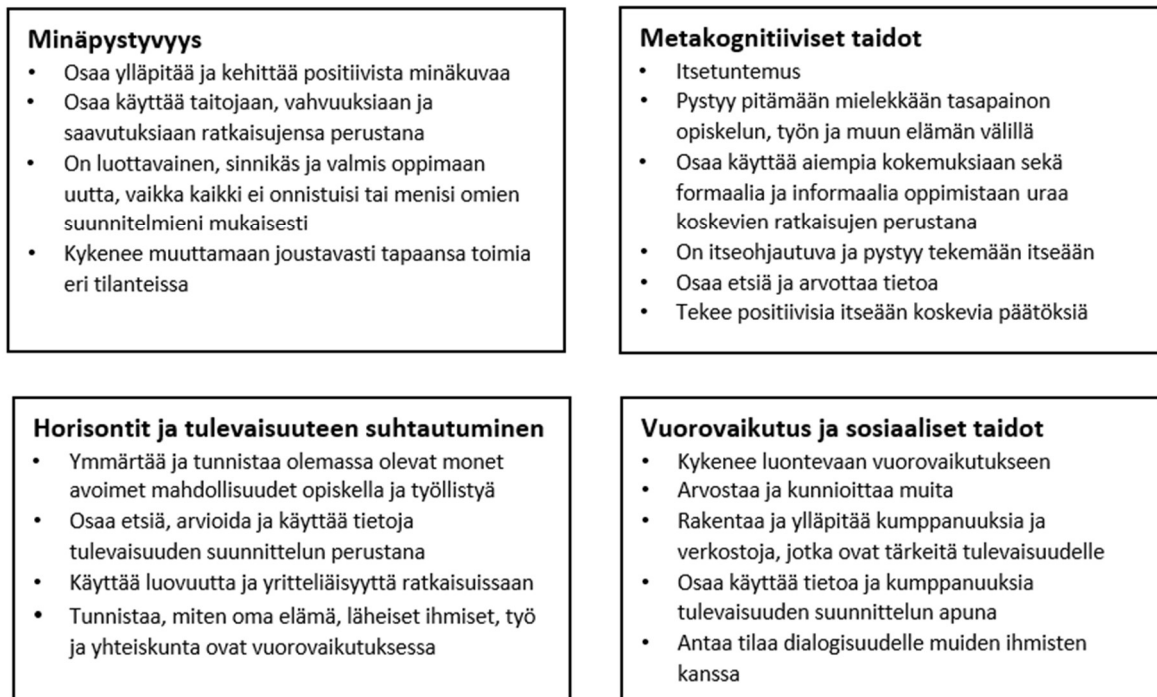 Minäpystyvyys
• Osaa ylläpitää ja kehittää positiivista minäkuvaa
• Osaa käyttää taitojaan, vahvuuksiaan ja
saavutuksiaan ratkaisujensa perustana
• On luottavainen, sinnikäs ja valmis oppimaan
uutta, vaikka kaikki ei onnistuisi tai menisi omien
suunnitelmieni mukaisesti
• Kykenee muuttamaan joustavasti tapaansa toimia
eri tilanteissa
Metakognitiiviset taidot
• Itsetuntemus
• Pystyy pitämään mielekkään tasapainon
opiskelun, työn ja muun elämän välillä
• Osaa käyttää aiempia kokemuksiaan sekä
formaalia ja informaalia oppimistaan uraa
koskevien ratkaisujen perustana
• On itseohjautuva ja pystyy tekemään itseään
• Osaa etsiä ja arvottaa tietoa
• Tekee positiivisia itseään koskevia päätöksiä
Horisontit ja tulevaisuuteen suhtautuminen
• Ymmärtää ja tunnistaa olemassa olevat monet
avoimet mahdollisuudet opiskella ja työllistyä
• Osaa etsiä, arvioida ja käyttää tietoja
tulevaisuuden suunnittelun perustana
• Käyttää luovuutta ja yritteliäisyyttä ratkaisuissaan
• Tunnistaa, miten oma elämä, läheiset ihmiset, työ
ja yhteiskunta ovat vuorovaikutuksessa
Vuorovaikutus ja sosiaaliset taidot
• Kykenee luontevaan vuorovaikutukseen
• Arvostaa ja kunnioittaa muita
• Rakentaa ja ylläpitää kumppanuuksia ja
verkostoja, jotka ovat tärkeitä tulevaisuudelle
• Osaa käyttää tietoa ja kumppanuuksia
tulevaisuuden suunnittelun apuna
• Antaa tilaa dialogisuudelle muiden ihmisten
kanssa